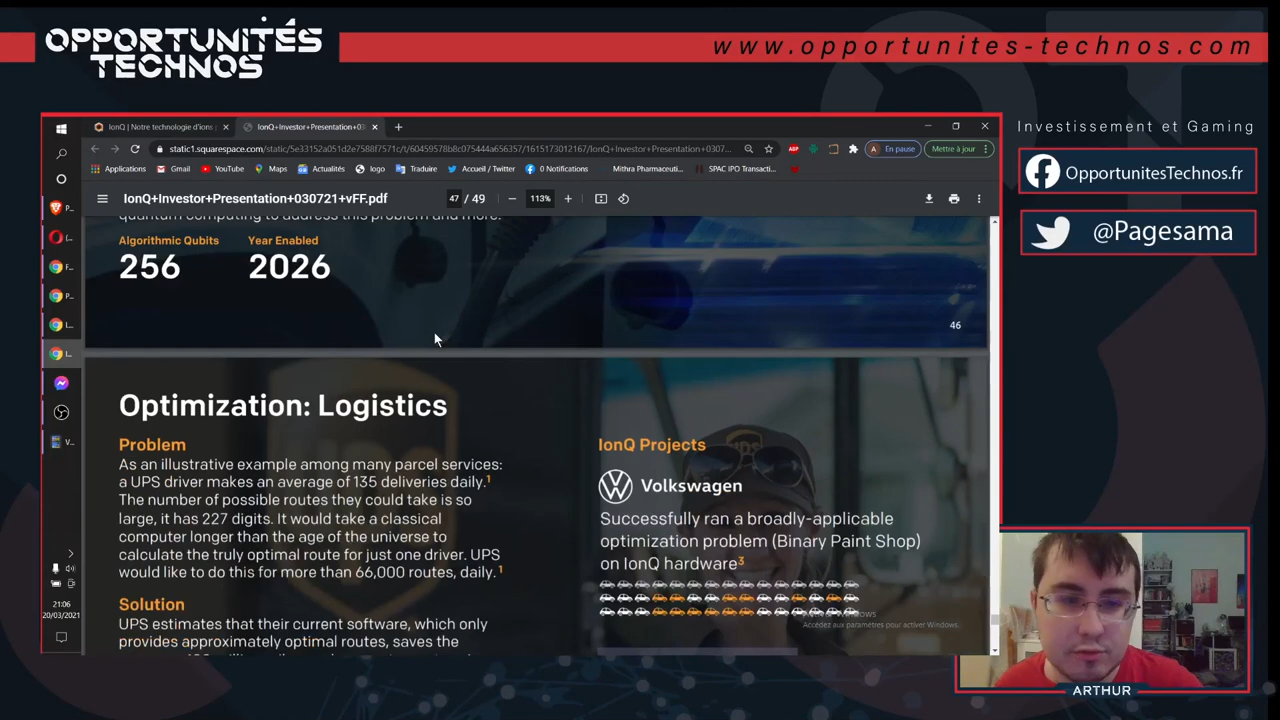 OPPORTUNITÉS
TECHNOS
www.opportunites-technos.com
Investissement et Gaming
OpportunitesTechnos.fr
@Pagesama
IonQ | Notre technologie d'ions
IonQ+Investor+Presentation+03
static1.squarespace.com/static/5e33152a051d2e7588f7571c/t/60459578b8c075444a656357/1615173012167/IonQ+Investor+Presentation+0307...
ABP
En pause
Mettre à jour
Applications
Gmail
YouTube
Maps
Actualités
logo
Traduire
Accueil / Twitter
0 Notifications
Mithra Pharmaceuti...
SPAC IPO Transacti...
IonQ+Investor+Presentation+030721+vFF.pdf
47 / 49
113%
quantum computing to address this problem and more.
Algorithmic Qubits
256
Year Enabled
2026
46
Optimization: Logistics
Problem
As an illustrative example among many parcel services:
a UPS driver makes an average of 135 deliveries daily.1
The number of possible routes they could take is so
large, it has 227 digits. It would take a classical
computer longer than the age of the universe to
calculate the truly optimal route for just one driver. UPS
would like to do this for more than 66,000 routes, daily.1
Solution
UPS estimates that their current software, which only
provides approximately optimal routes, saves the
IonQ Projects
Volkswagen
Successfully ran a broadly-applicable
optimization problem (Binary Paint Shop)
on IonQ hardware3
Accédez aux paramètres pour activer Windows.
21:06
20/03/2021
ARTHUR